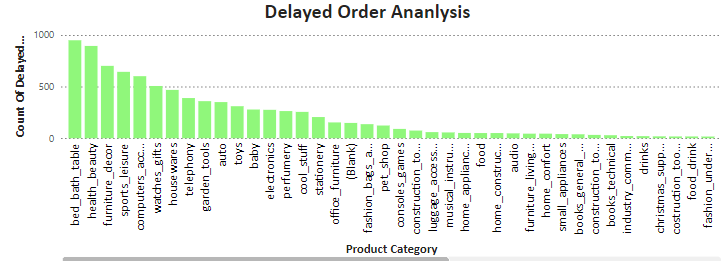 Delayed Order Ananlysis
Count Of Delayed...
1000
500
0
bed_bath_table
health_beauty
furniture_decor
sports_leisure
computers_acc...
watches_gifts
housewares
telephony
garden_tools
auto
toys
baby
electronics
perfumery
cool_stuff
stationery
office_furniture
(Blank)
fashion_bags_a...
pet_shop
consoles_games
construction_to...
luggage_access...
musical_instru...
home_applianc...
food
home_construc...
audio
furniture_living...
home_confort
small_appliances
books_general_...
construction_to...
books_technical
industry_comm...
drinks
christmas_supp...
costruction_too...
food_drink
fashion_under...
Product Category